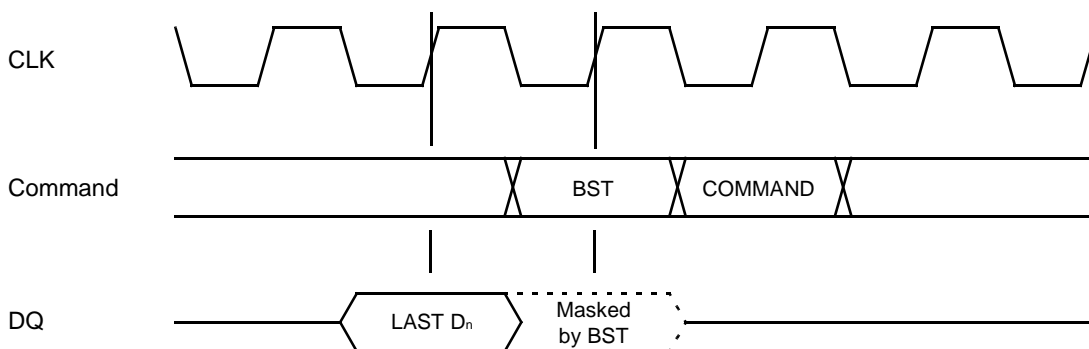 CLK
Command
BST
COMMAND
DQ
LAST Dn
Masked
by BST